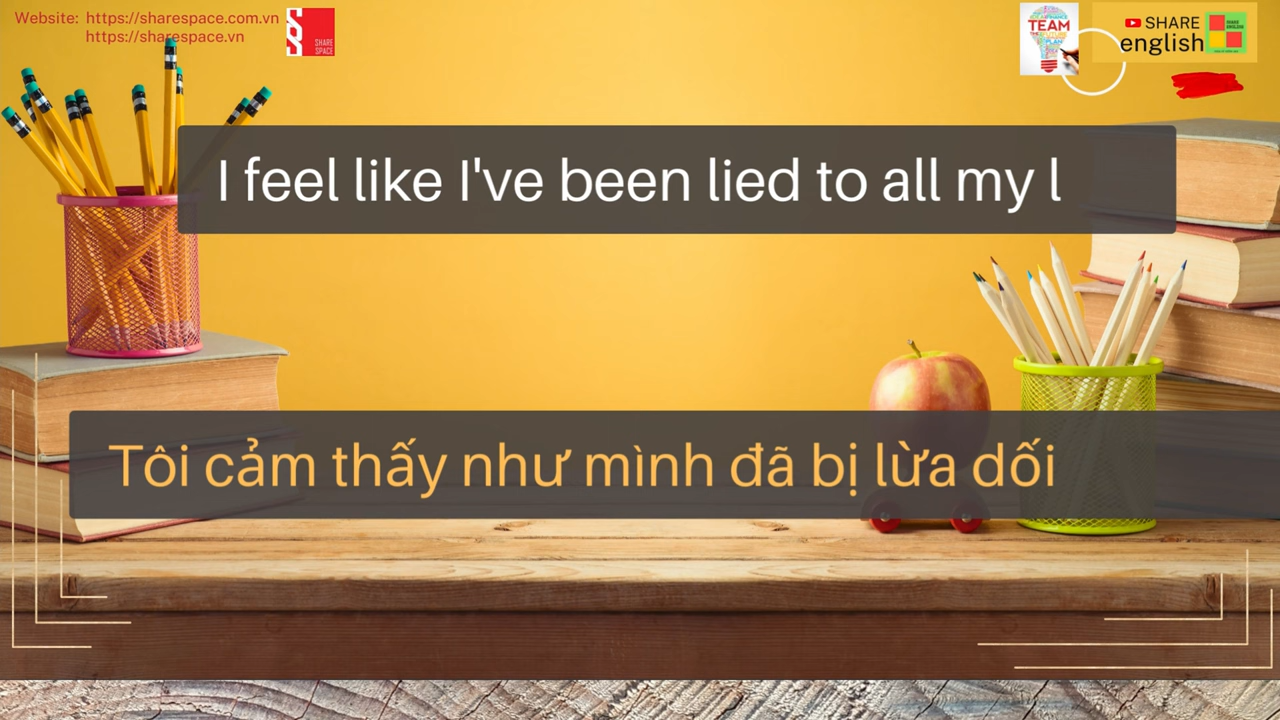 Website: https://sharespace.com.vn
https://sharespace.vn
SHARE
SPACE
TEAM
PLAN
SHARE
english
I feel like I've been lied to all my l
Tôi cảm thấy như mình đã bị lừa dối